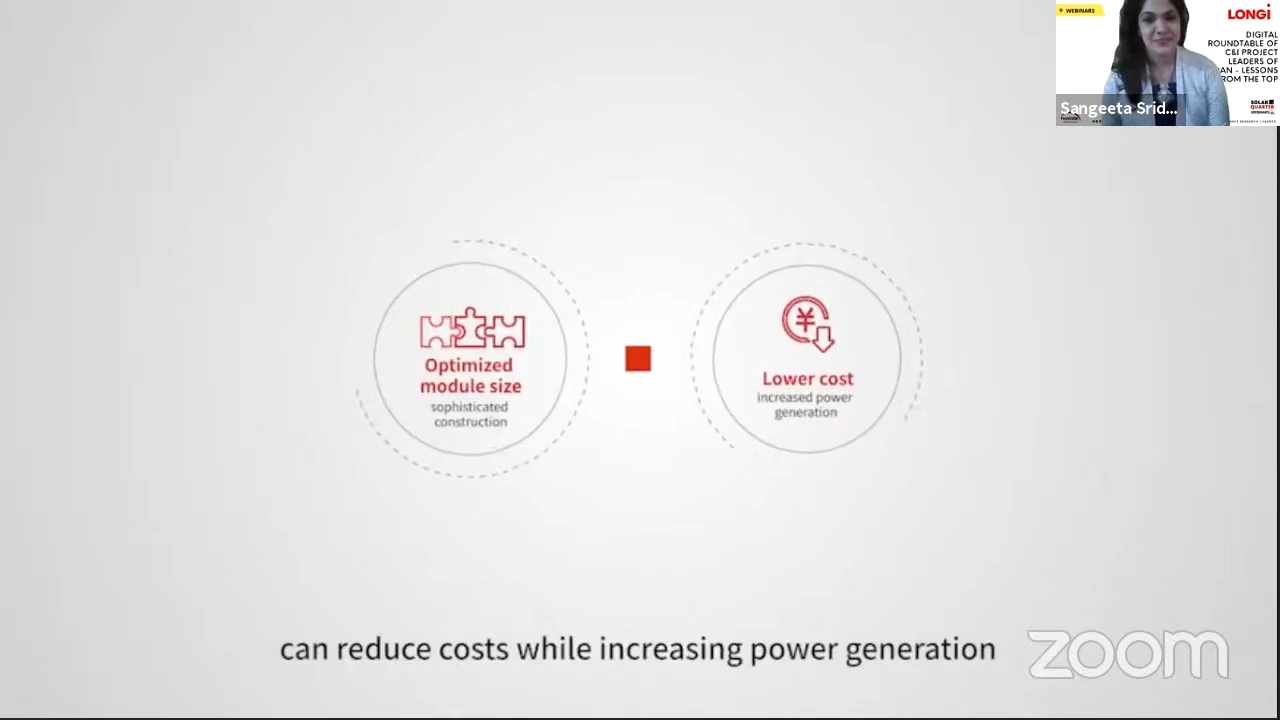 WEBINARS
LONGi
DIGITAL
ROUNDTABLE OF
C&I PROJECT
LEADERS OF
AN - LESSONS
ROM THE TOP
Sangeeta Srid...
SOLAR
QUARTER
Optimized
module size
sophisticated
construction
¥
Lower cost
increased power
generation
can reduce costs while increasing power generation
zoom